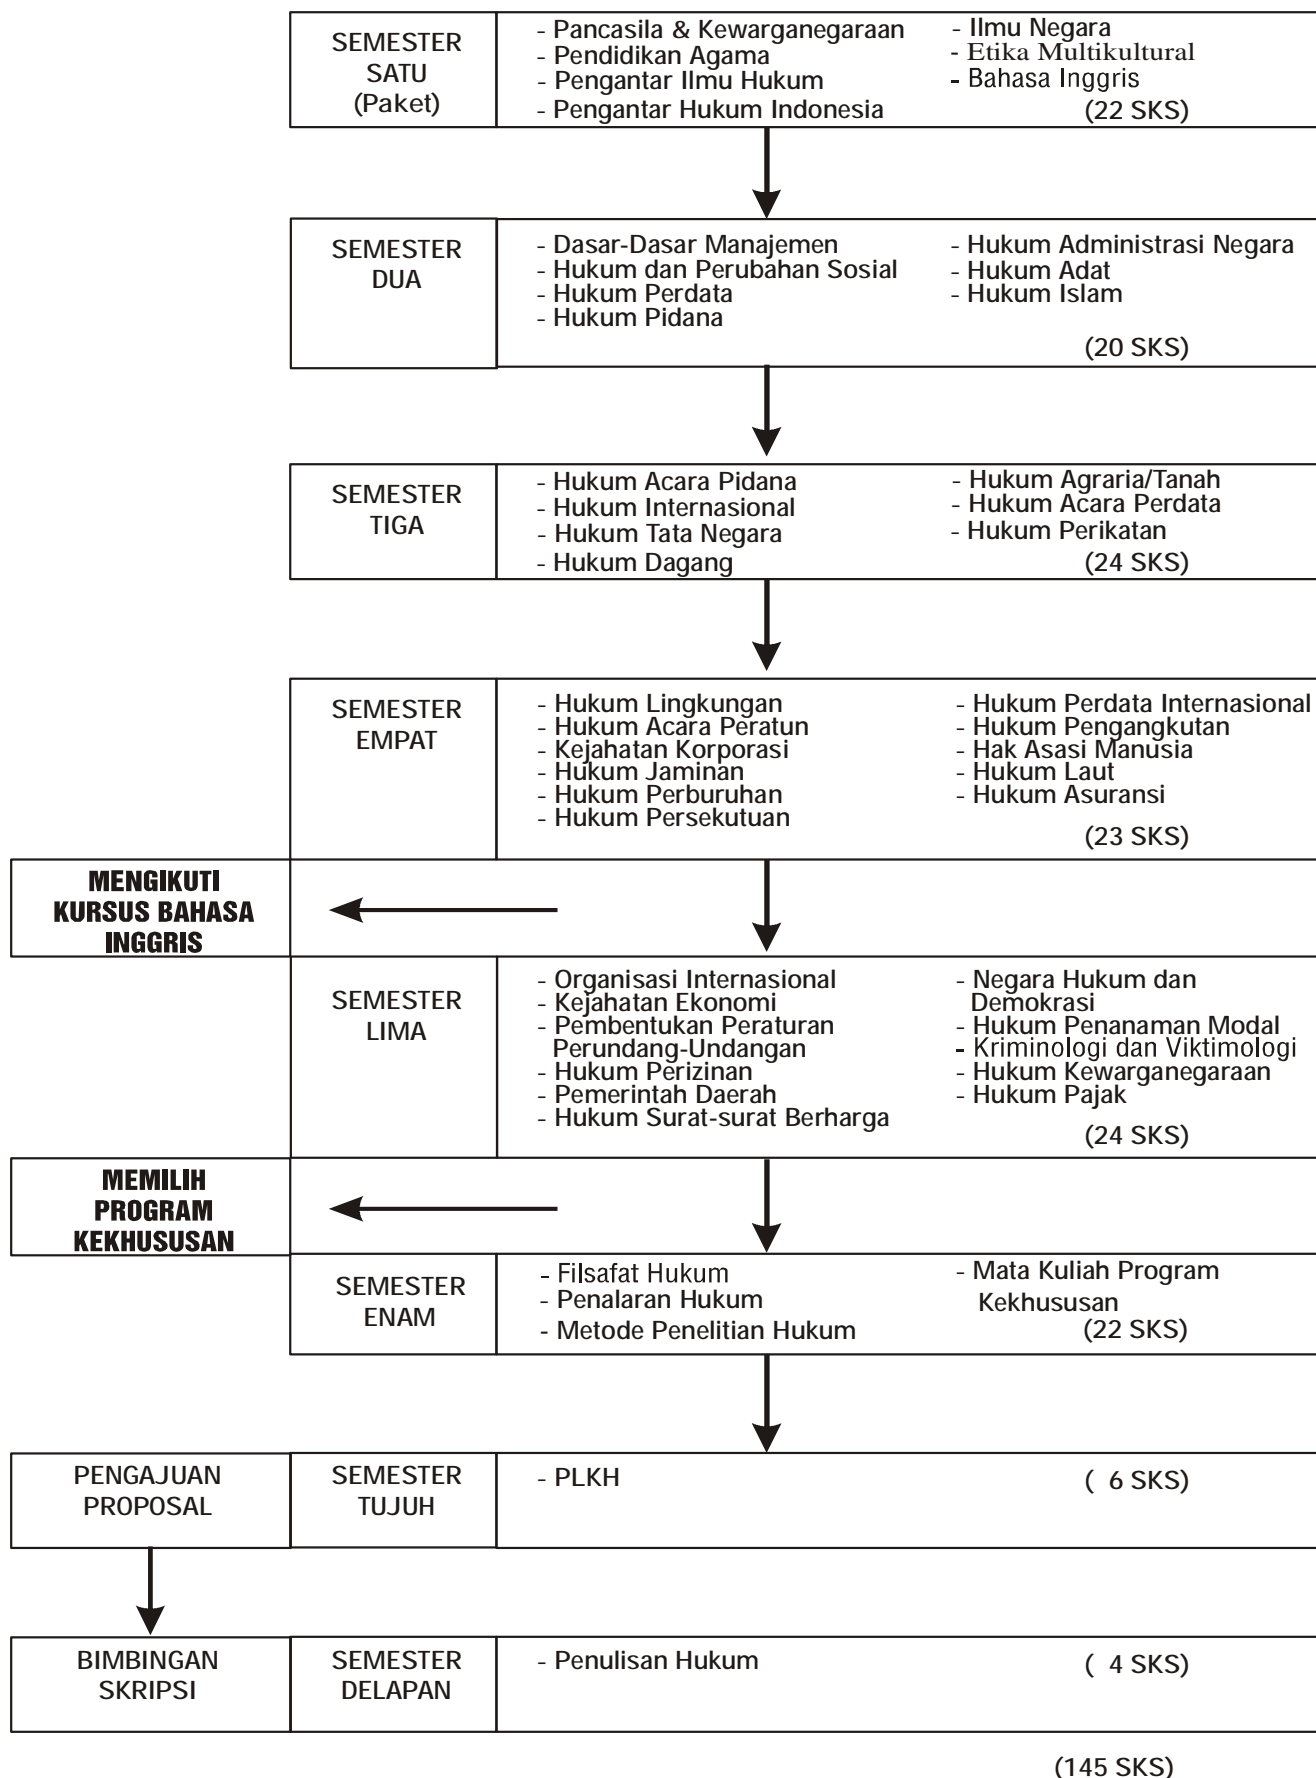 SEMESTER
SATU
(Paket)
- Pancasila & Kewarganegaraan
- Pendidikan Agama
- Pengantar Ilmu Hukum
- Pengantar Hukum Indonesia
- Ilmu Negara
- Etika Multikultural
- Bahasa Inggris
(22 SKS)
SEMESTER
DUA
- Dasar-Dasar Manajemen
- Hukum dan Perubahan Sosial
- Hukum Perdata
- Hukum Pidana
- Hukum Administrasi Negara
- Hukum Adat
- Hukum Islam
(20 SKS)
SEMESTER
TIGA
- Hukum Acara Pidana
- Hukum Internasional
- Hukum Tata Negara
- Hukum Dagang
- Hukum Agraria/Tanah
- Hukum Acara Perdata
- Hukum Perikatan
(24 SKS)
SEMESTER
EMPAT
- Hukum Lingkungan
- Hukum Acara Peratun
- Kejahatan Korporasi
- Hukum Jaminan
- Hukum Perburuhan
- Hukum Persekutuan
- Hukum Perdata Internasional
- Hukum Pengangkutan
- Hak Asasi Manusia
- Hukum Laut
- Hukum Asuransi
(23 SKS)
MENGIKUTI
KURSUS BAHASA
INGGRIS
SEMESTER
LIMA
- Organisasi Internasional
- Kejahatan Ekonomi
- Pembentukan Peraturan
Perundang-Undangan
- Hukum Perizinan
- Pemerintah Daerah
- Hukum Surat-surat Berharga
- Negara Hukum dan
Demokrasi
- Hukum Penanaman Modal
- Kriminologi dan Viktimologi
- Hukum Kewarganegaraan
- Hukum Pajak
(24 SKS)
MEMILIH
PROGRAM
KEKHUSUSAN
SEMESTER
ENAM
- Filsafat Hukum
- Penalaran Hukum
- Metode Penelitian Hukum
- Mata Kuliah Program
Kekhususan
(22 SKS)
PENGAJUAN
PROPOSAL
SEMESTER
TUJUH
- PLKH
( 6 SKS)
BIMBINGAN
SKRIPSI
SEMESTER
DELAPAN
- Penulisan Hukum
( 4 SKS)
(145 SKS)